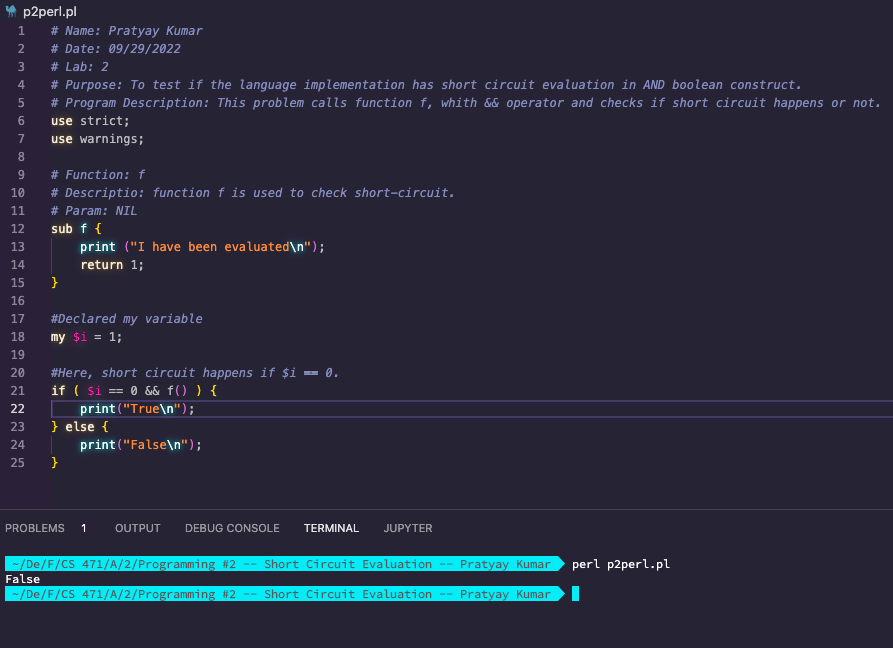 p2perl.pl
1 # Name: Pratyay Kumar
2 # Date: 09/29/2022
3 # Lab: 2
4 # Purpose: To test if the language implementation has short circuit evaluation in AND boolean construct.
5 # Program Description: This problem calls function f, whith && operator and checks if short circuit happens or not.
6 use strict;
7 use warnings;
8
9 # Function: f
10 # Descriptio: function f is used to check short-circuit.
11 # Param: NIL
12 sub f {
13     print ("I have been evaluated\n");
14     return 1;
15 }
16
17 #Declared my variable
18 my $i = 1;
19
20 #Here, short circuit happens if $i == 0.
21 if ( $i == 0 && f() ) {
22     print("True\n");
23 } else {
24     print("False\n");
25 }
PROBLEMS 1 OUTPUT DEBUG CONSOLE TERMINAL JUPYTER
~/De/F/CS 471/A/2/Programming #2 -- Short Circuit Evaluation -- Pratyay Kumar perl p2perl.pl
False
~/De/F/CS 471/A/2/Programming #2 -- Short Circuit Evaluation -- Pratyay Kumar